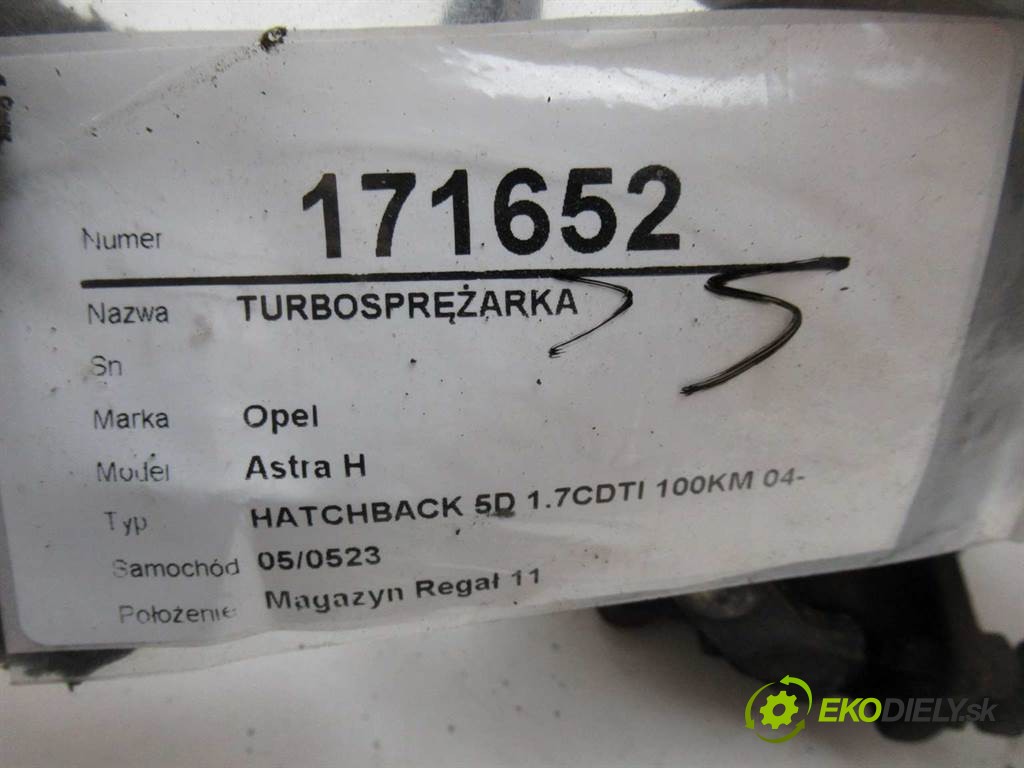 Numer 171652
Nazwa TURBOSPRĘŻARKA
Sn
Marka Opel
Model Astra H
Typ HATCHBACK 5D 1.7CDTI 100KM 04-
Samochód 05/0523
Położenie Magazyn Regał 11
EKODIELY.sk